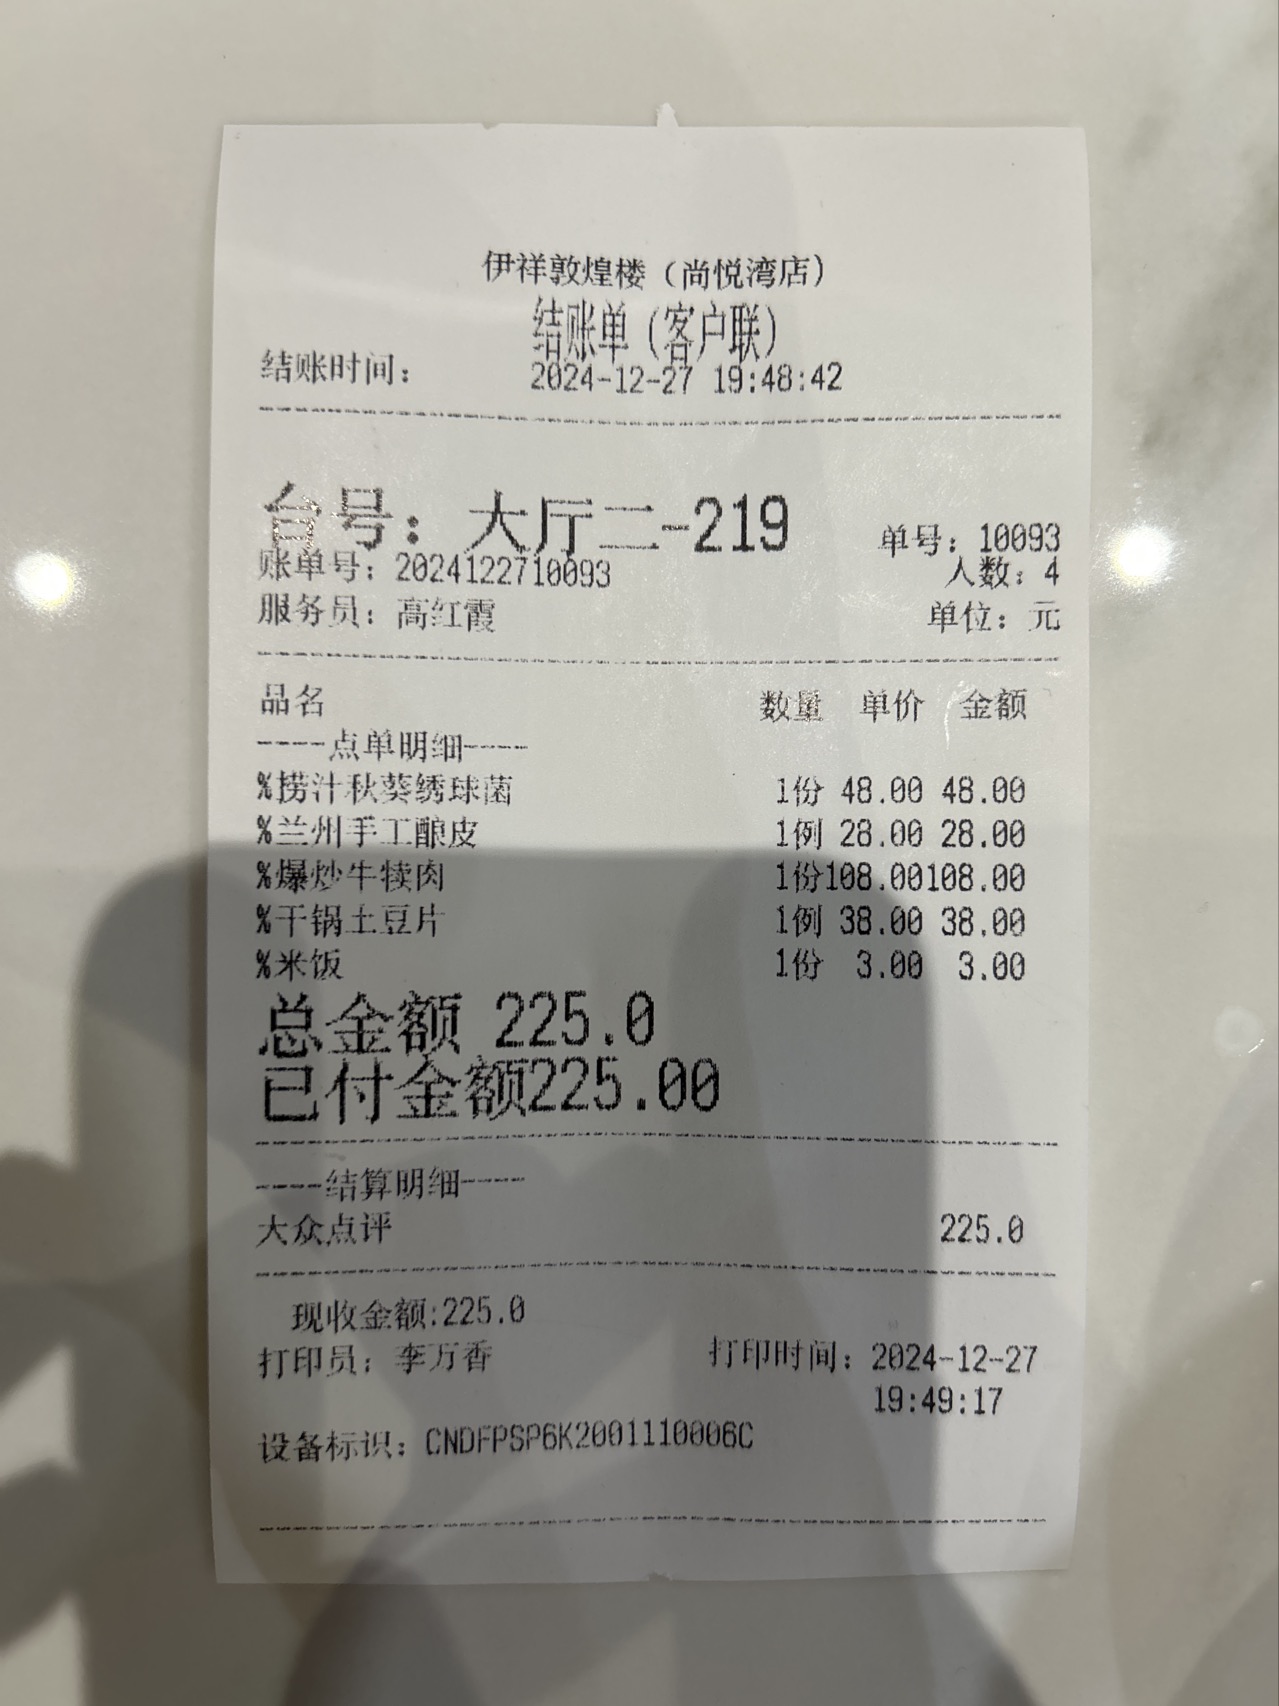 伊祥敦煌楼（尚悦湾店）
结账单（客户联）
结账时间： 2024-12-27 19:48:42
台号：大厅二-219 单号：10093
账单号：2024122710093 人数：4
服务员：高红霞 单位：元
品名 数量 单价 金额
----点单明细----
%捞汁秋葵绣球菌 1份 48.00 48.00
%兰州手工酿皮 1例 28.00 28.00
%爆炒牛犊肉 1份108.00108.00
%干锅土豆片 1例 38.00 38.00
%米饭 1份 3.00 3.00
总金额 225.0
已付金额225.00
----结算明细----
大众点评 225.0
现收金额:225.0
打印员：李万香 打印时间：2024-12-27
19:49:17
设备标识：CNDFPSP6K2001110006C